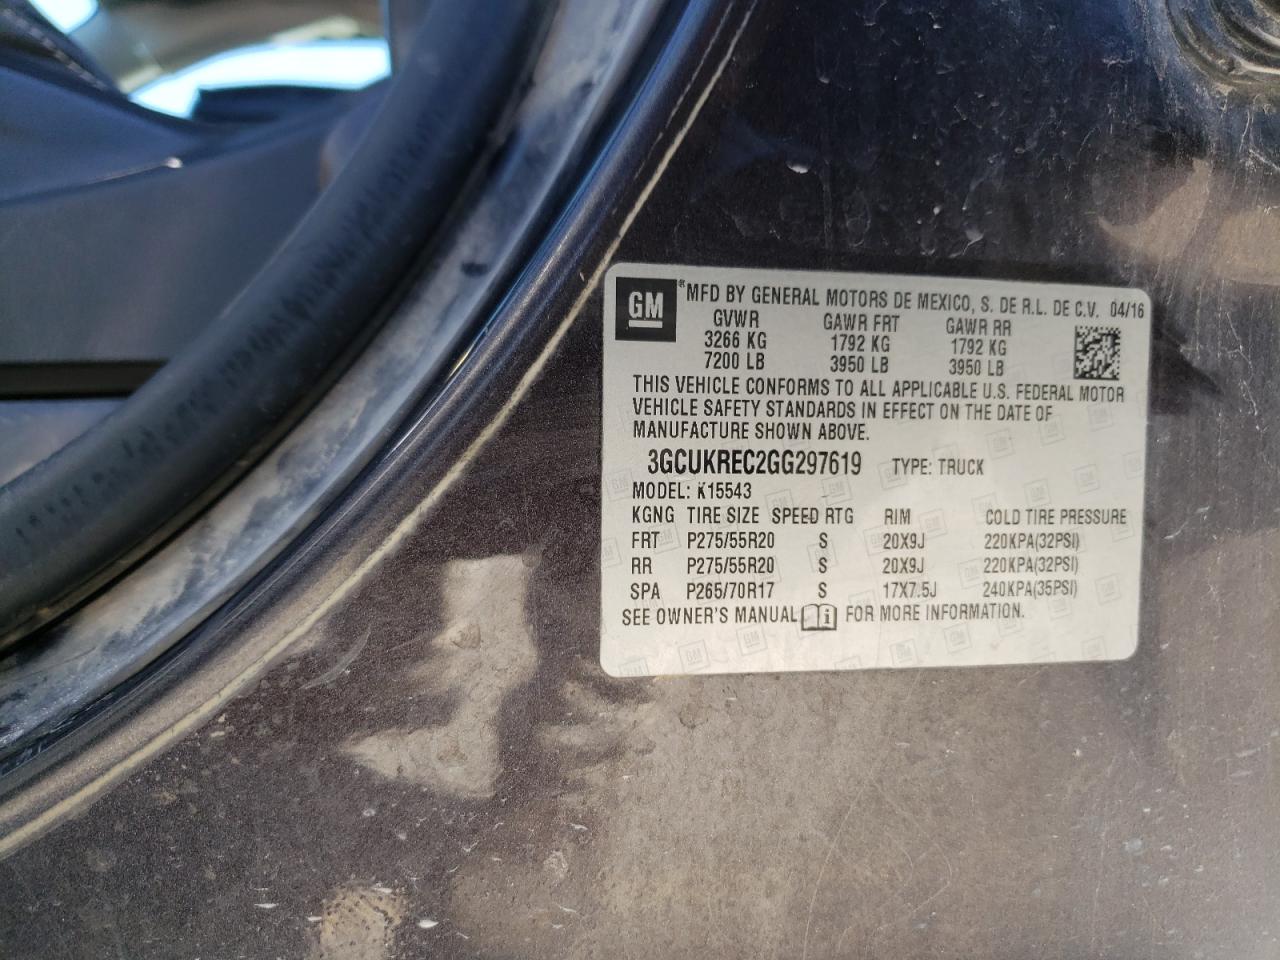 GM ® MFD BY GENERAL MOTORS DE MEXICO, S. DE R.L. DE C.V. 04/16
GVWR GAWR FRT GAWR RR
3266 KG 1792 KG 1792 KG
7200 LB 3950 LB 3950 LB
THIS VEHICLE CONFORMS TO ALL APPLICABLE U.S. FEDERAL MOTOR
VEHICLE SAFETY STANDARDS IN EFFECT ON THE DATE OF
MANUFACTURE SHOWN ABOVE.
3GCUKREC2GG297619 TYPE: TRUCK
MODEL: K15543
KGNG TIRE SIZE SPEED RTG RIM COLD TIRE PRESSURE
FRT P275/55R20 S 20X9J 220KPA(32PSI)
RR P275/55R20 S 20X9J 220KPA(32PSI)
SPA P265/70R17 S 17X7.5J 240KPA(35PSI)
SEE OWNER'S MANUAL FOR MORE INFORMATION.